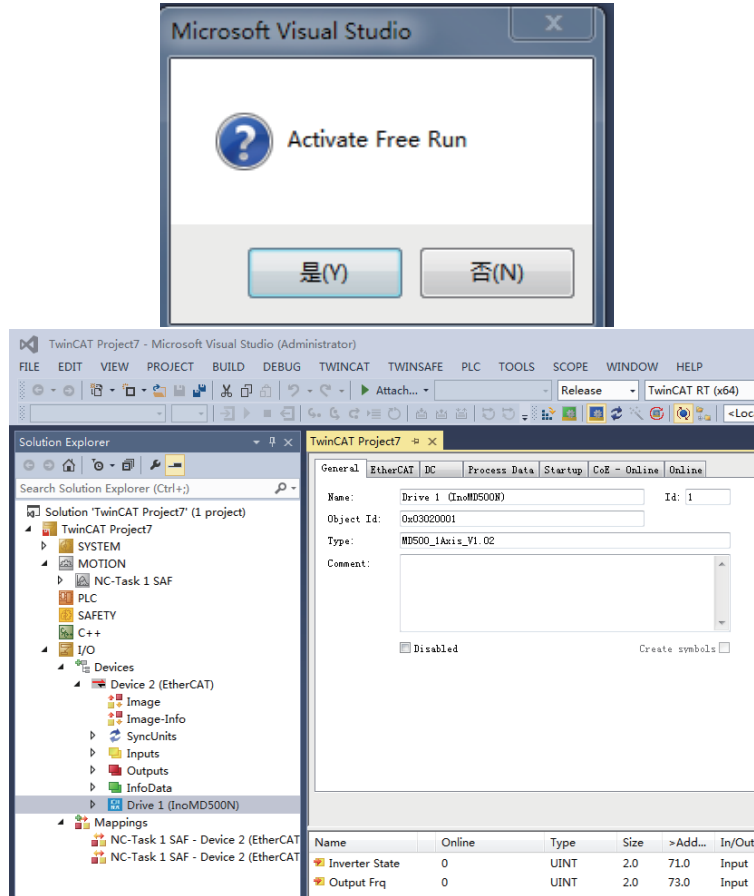 Microsoft Visual Studio
Activate Free Run
是(Y)
否(N)
TwinCAT Project7 - Microsoft Visual Studio (Administrator)
FILE EDIT VIEW PROJECT BUILD DEBUG TWINCAT TWINSAFE PLC TOOLS SCOPE WINDOW HELP
Attach... Release TwinCAT RT (x64)
<Loc
Solution Explorer
TwinCAT Project7
Search Solution Explorer (Ctrl+;)
General EtherCAT DC Process Data Startup CoE - Online Online
Solution 'TwinCAT Project7' (1 project)
TwinCAT Project7
SYSTEM
MOTION
NC-Task 1 SAF
PLC
SAFETY
C++
I/O
Devices
Device 2 (EtherCAT)
Image
Image-Info
SyncUnits
Inputs
Outputs
InfoData
Drive 1 (InoMD500N)
Mappings
NC-Task 1 SAF - Device 2 (EtherCAT
NC-Task 1 SAF - Device 2 (EtherCAT
Name: Drive 1 (InoMD500N) Id: 1
Object Id: 0x03020001
Type: MD500_1Axis_V1.02
Comment:
Disabled Create symbols
Name Online Type Size >Add... In/Out
Inverter State 0 UINT 2.0 71.0 Input
Output Frq 0 UINT 2.0 73.0 Input